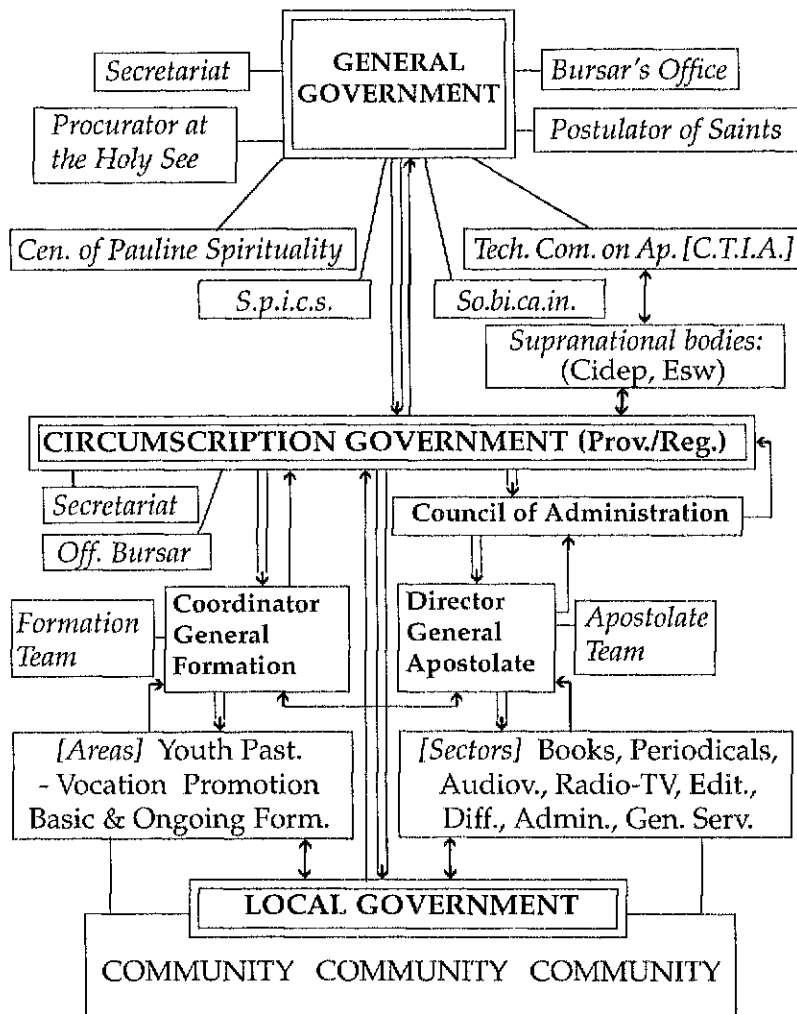 GENERAL
GOVERNMENT
Secretariat
Bursar's Office
Procurator at
the Holy See
Postulator of Saints
Cen. of Pauline Spirituality
Tech. Com. on Ap. [C.T.I.A.]
S.p.i.c.s.
So.bi.ca.in.
Supranational bodies:
(Cidep, Esw)
CIRCUMSCRIPTION GOVERNMENT (Prov./Reg.)
Secretariat
Council of Administration
Off. Bursar
Coordinator
General
Formation
Director
General
Apostolate
Formation
Team
Apostolate
Team
[Areas] Youth Past.
- Vocation Promotion
Basic & Ongoing Form.
[Sectors] Books, Periodicals,
Audiov., Radio-TV, Edit.,
Diff., Admin., Gen. Serv.
LOCAL GOVERNMENT
COMMUNITY COMMUNITY COMMUNITY